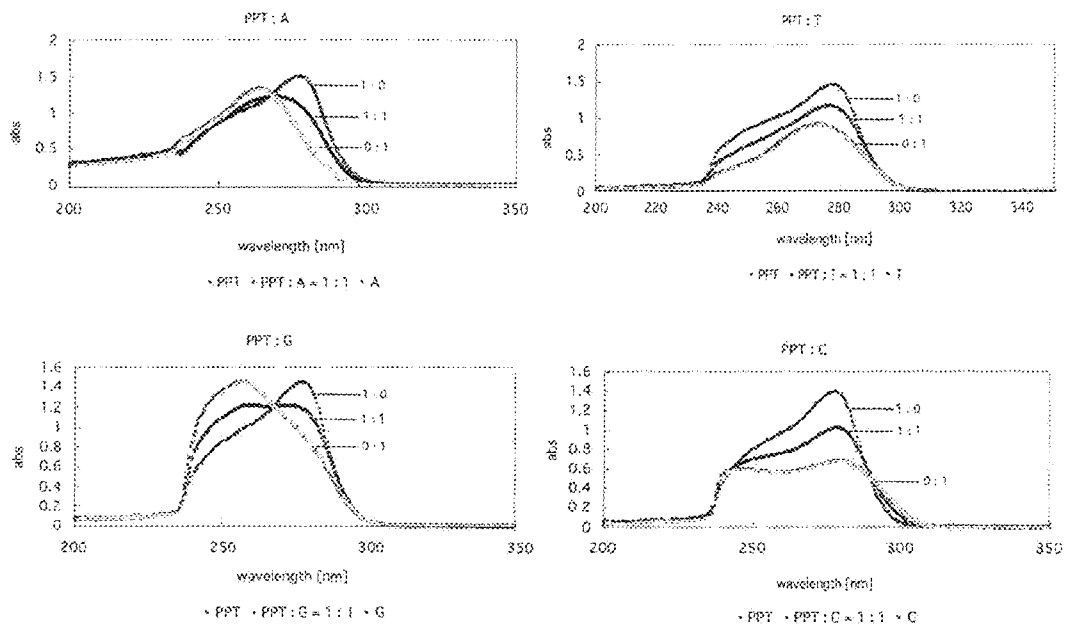 PPT : A
2
1.5
1
0.5
0
abs
1 : 0
1 : 1
0 : 1
200
250
300
350
wavelength [nm]
PPT PPT : A = 1 : 1 A
PPT : T
2
1.5
1
0.5
0
abs
1 : 0
1 : 1
0 : 1
200
220
240
260
280
300
320
340
wavelength [nm]
PPT PPT : T = 1 : 1 T
PPT : G
1.6
1.4
1.2
1
0.8
0.6
0.4
0.2
0
abs
1 : 0
1 : 1
0 : 1
200
250
300
350
wavelength [nm]
PPT PPT : G = 1 : 1 G
PPT : C
1.6
1.4
1.2
1
0.8
0.6
0.4
0.2
0
abs
1 : 0
1 : 1
0 : 1
200
250
300
350
wavelength [nm]
PPT PPT : C = 1 : 1 C